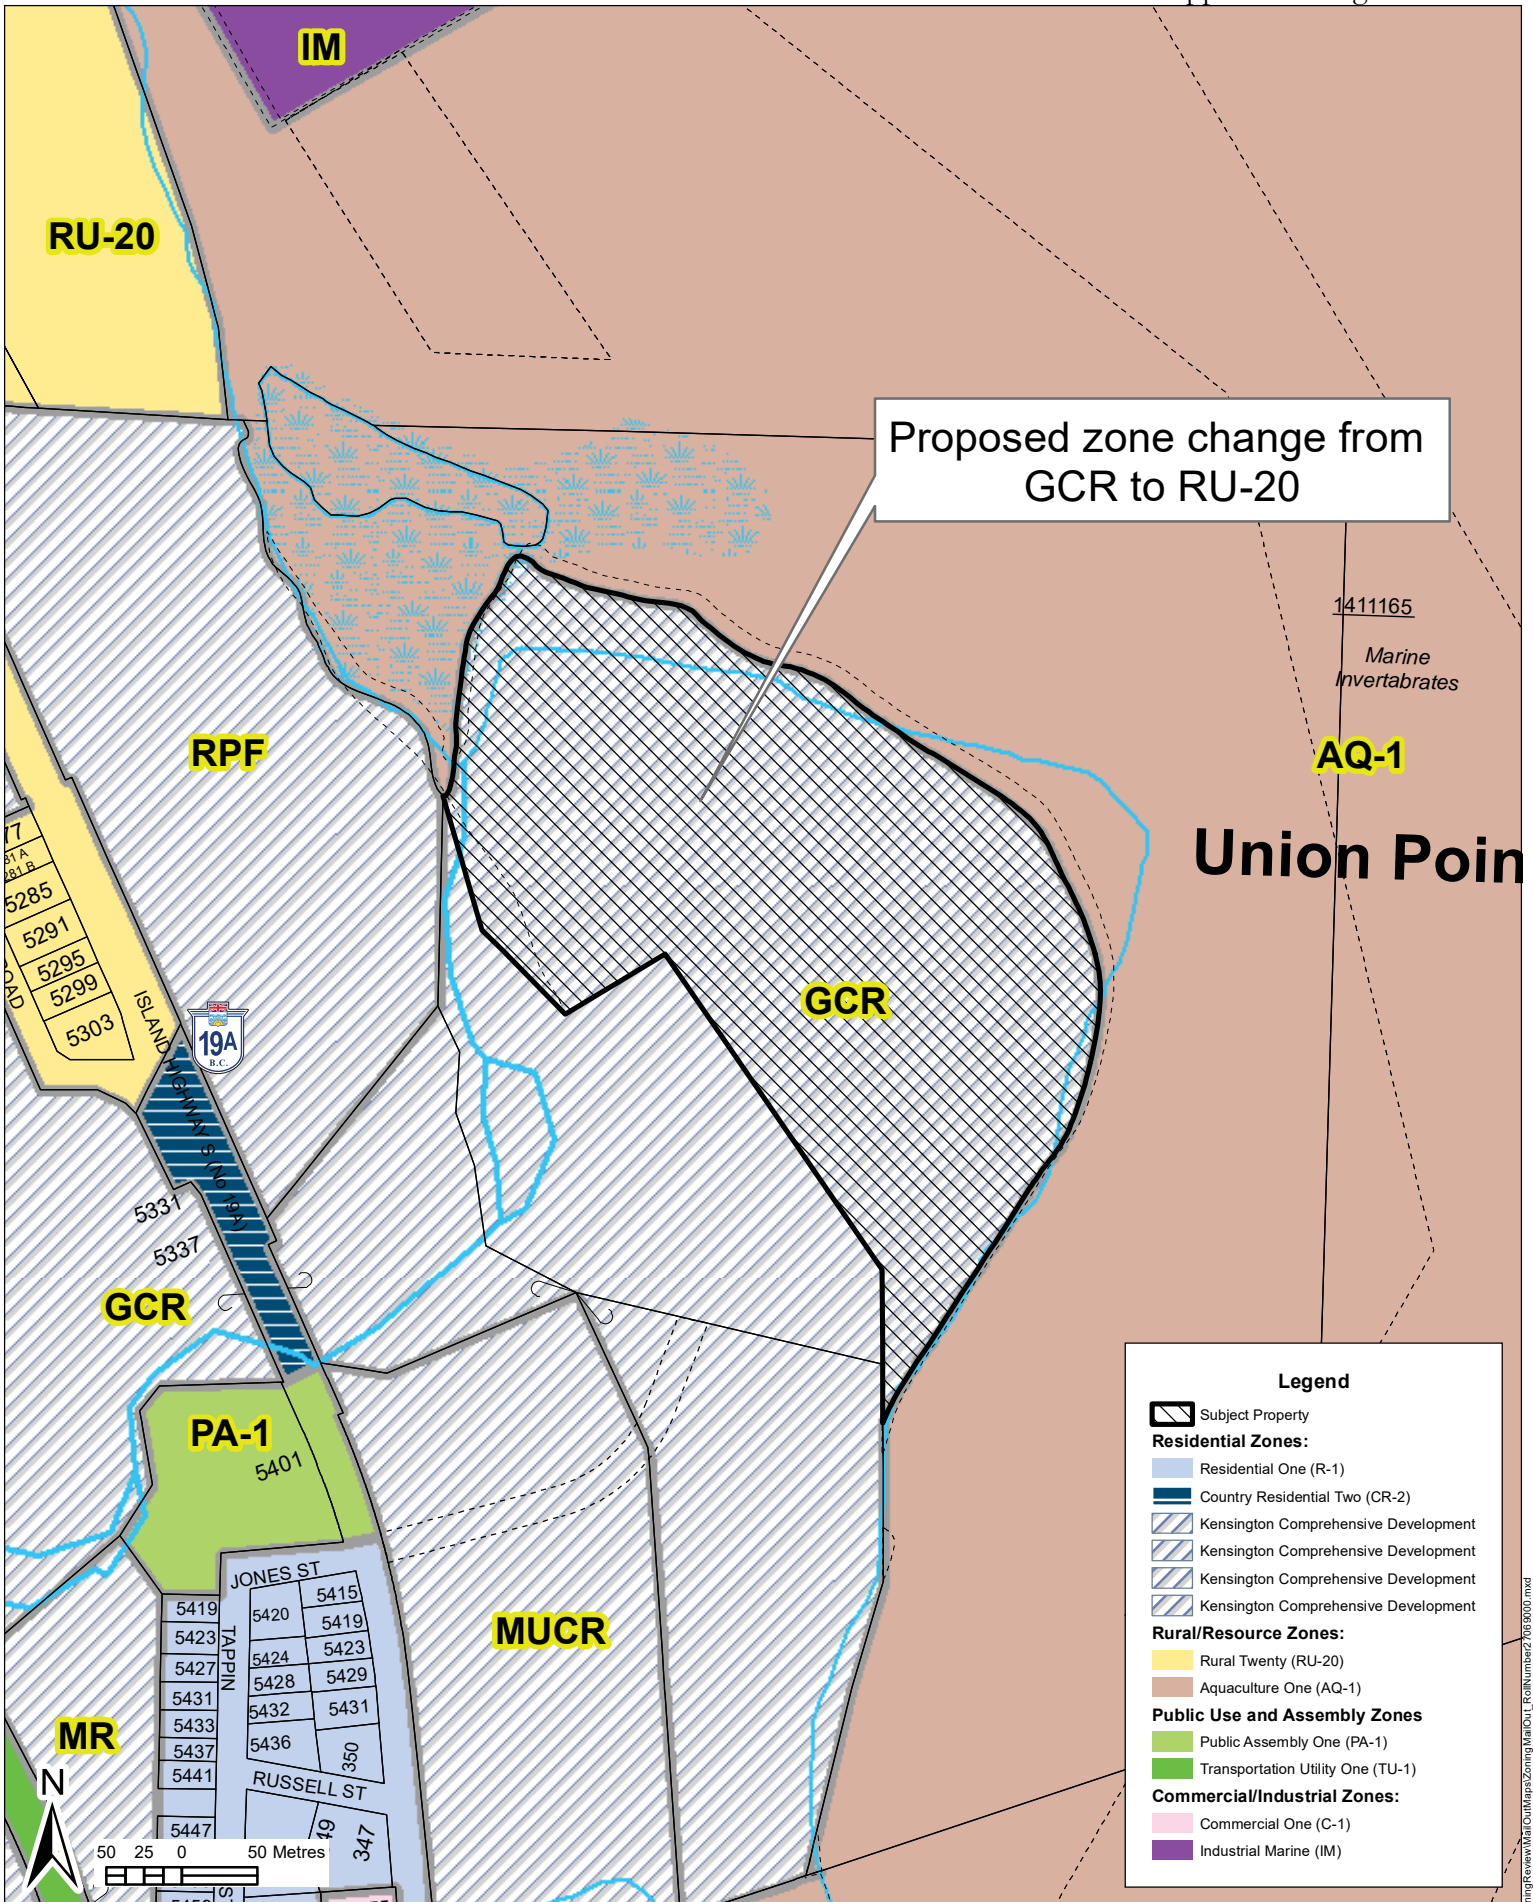 IM
RU-20
Proposed zone change from
GCR to RU-20
1411165
Marine
Invertabrates
AQ-1
RPF
Union Poin
77
281 B
5285
5291
5295
5299
5303
ISLAND HIGHWAY S (No 19A)
19A
B.C.
GCR
5331
5337
GCR
PA-1
5401
JONES ST
5419
5423
5427
5431
5433
5437
5441
5447
TAPPIN
5420
5424
5428
5432
5436
5415
5419
5423
5429
5431
350
RUSSELL ST
347
MUCR
MR
N
50 25 0 50 Metres
Legend
Subject Property
Residential Zones:
Residential One (R-1)
Country Residential Two (CR-2)
Kensington Comprehensive Development
Kensington Comprehensive Development
Kensington Comprehensive Development
Kensington Comprehensive Development
Rural/Resource Zones:
Rural Twenty (RU-20)
Aquaculture One (AQ-1)
Public Use and Assembly Zones
Public Assembly One (PA-1)
Transportation Utility One (TU-1)
Commercial/Industrial Zones:
Commercial One (C-1)
Industrial Marine (IM)